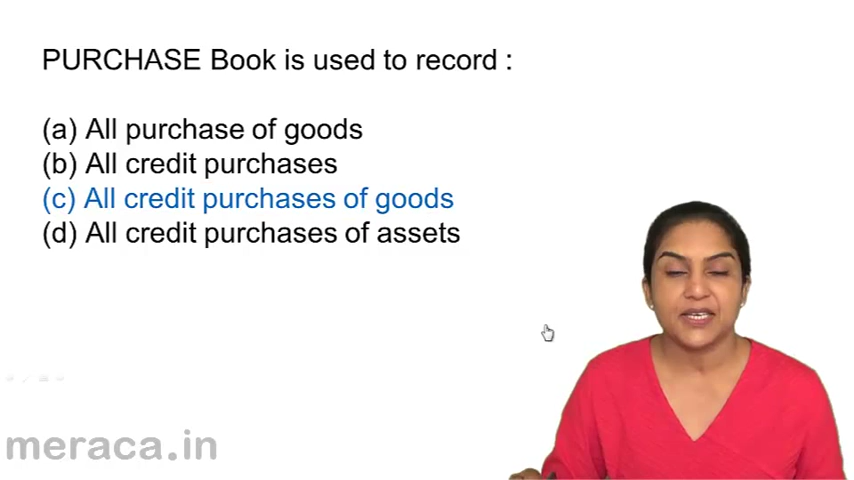 PURCHASE Book is used to record :
(a) All purchase of goods
(b) All credit purchases
(c) All credit purchases of goods
(d) All credit purchases of assets
meraca.in